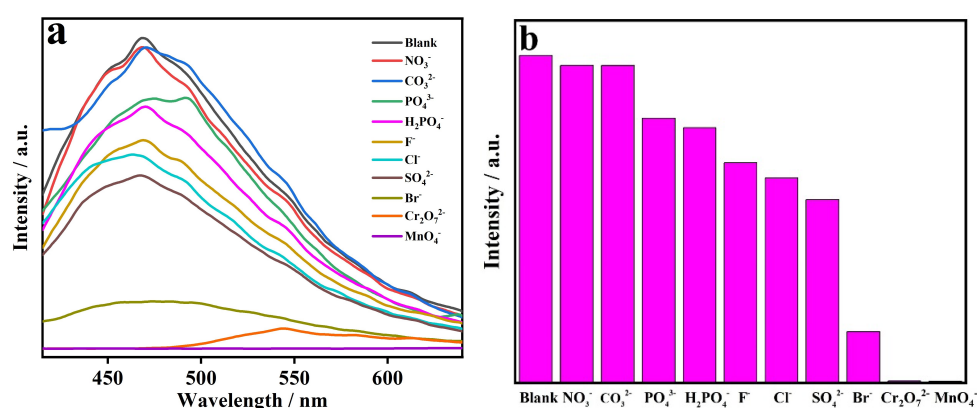 a
Intensity / a.u.
Blank
NO₃⁻
CO₃²⁻
PO₄³⁻
H₂PO₄⁻
F⁻
Cl⁻
SO₄²⁻
Br⁻
Cr₂O₇²⁻
MnO₄⁻
450 500 550 600
Wavelength / nm
b
Intensity / a.u.
Blank NO₃⁻ CO₃²⁻ PO₄³⁻ H₂PO₄⁻ F⁻ Cl⁻ SO₄²⁻ Br⁻ Cr₂O₇²⁻ MnO₄⁻